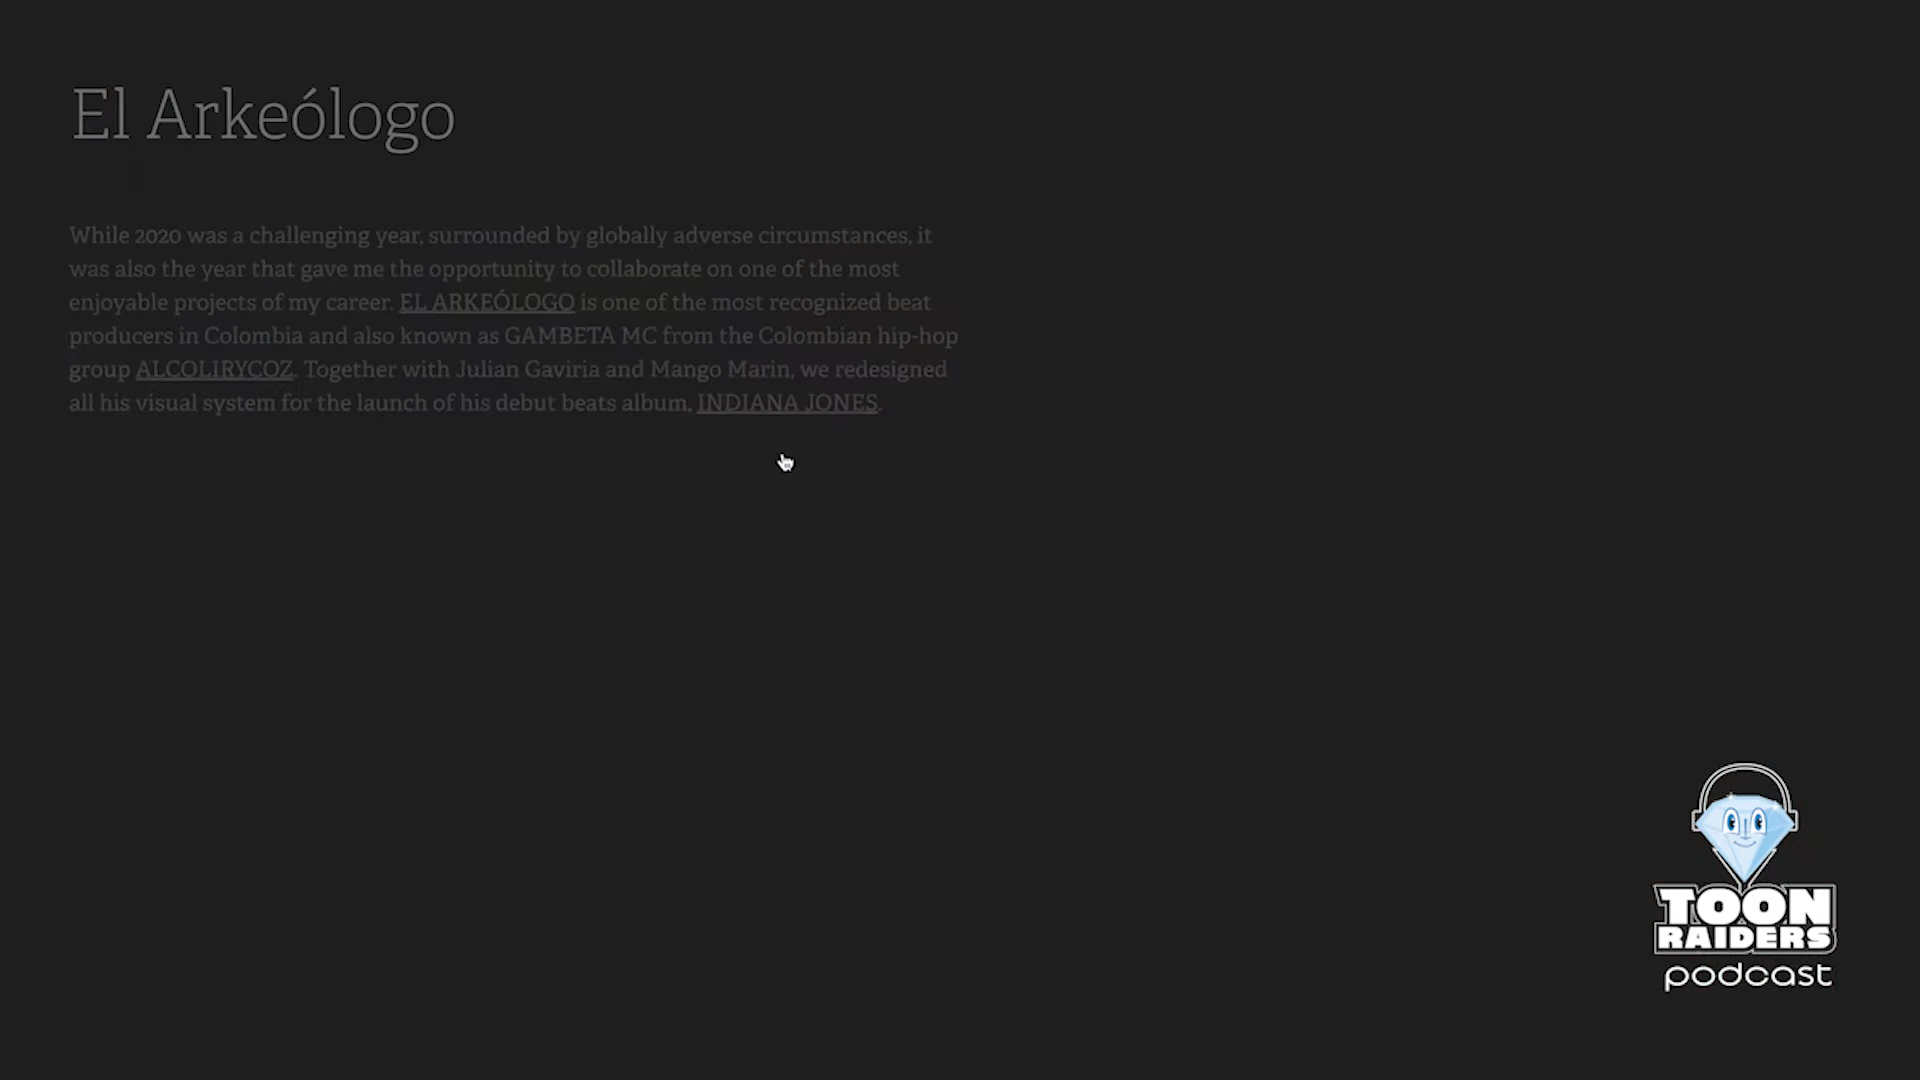 El Arkeólogo
While 2020 was a challenging year, surrounded by globally adverse circumstances, it
was also the year that gave me the opportunity to collaborate on one of the most
enjoyable projects of my career. EL ARKEÓLOGO is one of the most recognized beat
producers in Colombia and also known as GAMBETA MC from the Colombian hip-hop
group ALCOLIRYCOZ. Together with Julian Gaviria and Mango Marin, we redesigned
all his visual system for the launch of his debut beats album, INDIANA JONES.
TOON
RAIDERS
podcast